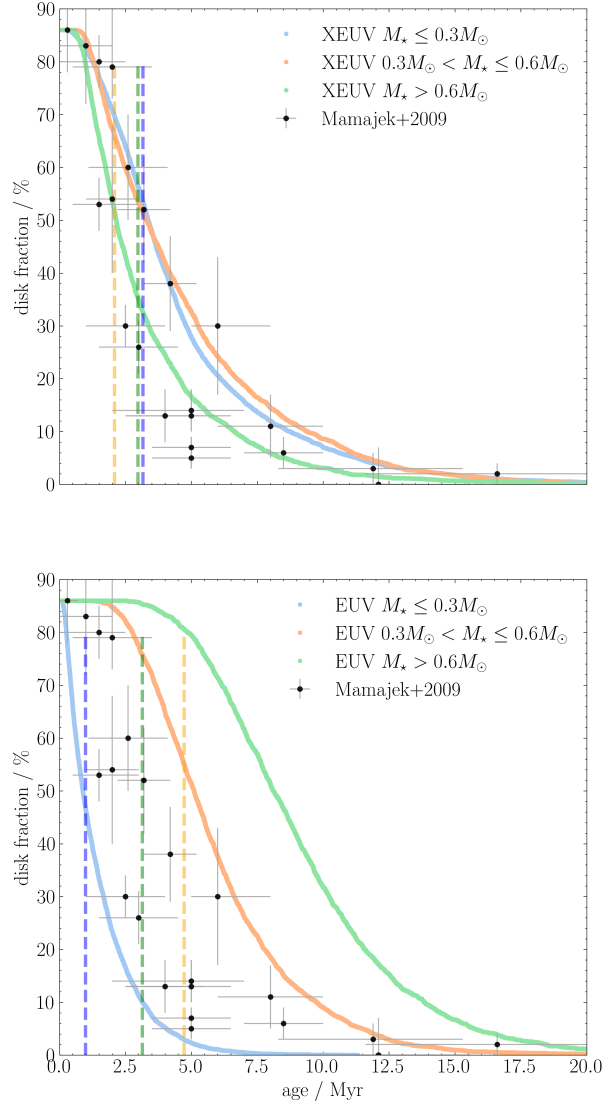 90
80
70
60
50
40
30
20
10
0
disk fraction / %
XEUV M⋆ ≤ 0.3M⊙
XEUV 0.3M⊙ < M⋆ ≤ 0.6M⊙
XEUV M⋆ > 0.6M⊙
Mamajek+2009
90
80
70
60
50
40
30
20
10
0
disk fraction / %
EUV M⋆ ≤ 0.3M⊙
EUV 0.3M⊙ < M⋆ ≤ 0.6M⊙
EUV M⋆ > 0.6M⊙
Mamajek+2009
0.0 2.5 5.0 7.5 10.0 12.5 15.0 17.5 20.0
age / Myr